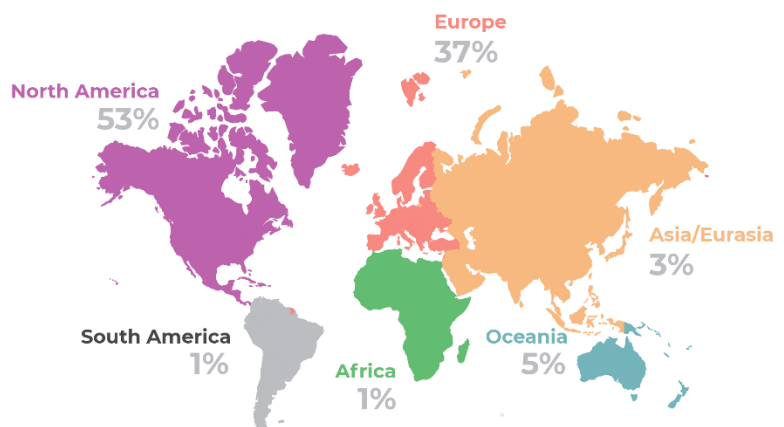 Europe
37%
North America
53%
Asia/Eurasia
3%
South America
1%
Oceania
5%
Africa
1%